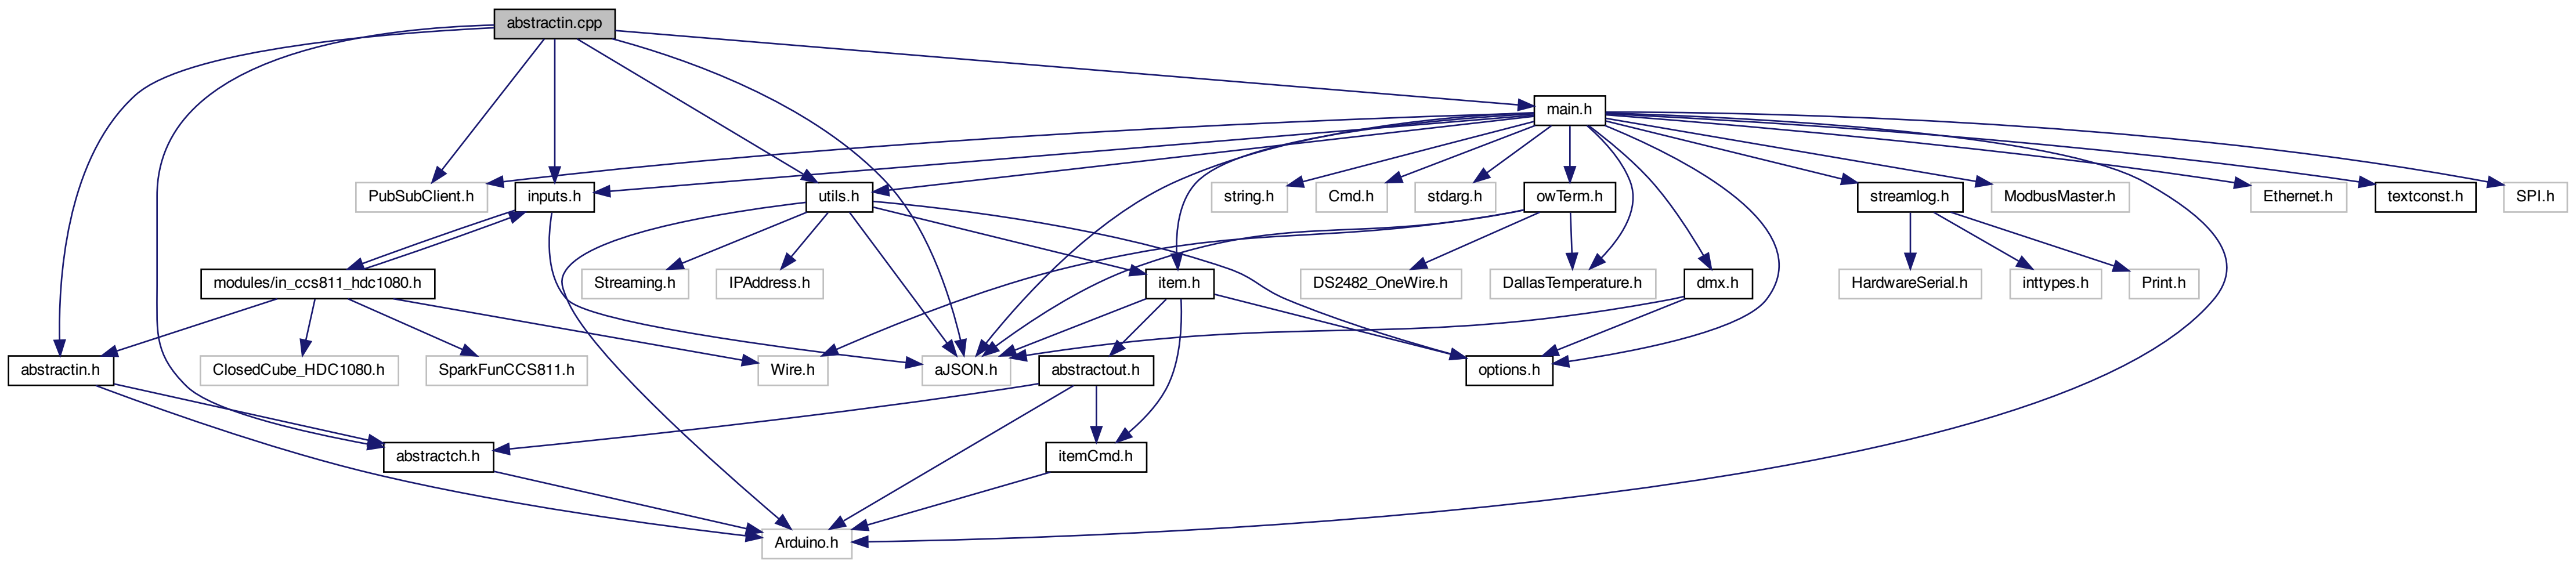 abstractin.cpp
main.h
PubSubClient.h
inputs.h
utils.h
string.h
Cmd.h
stdarg.h
owTerm.h
streamlog.h
ModbusMaster.h
Ethernet.h
textconst.h
SPI.h
modules/in_ccs811_hdc1080.h
Streaming.h
IPAddress.h
item.h
DS2482_OneWire.h
DallasTemperature.h
dmx.h
HardwareSerial.h
inttypes.h
Print.h
abstractin.h
ClosedCube_HDC1080.h
SparkFunCCS811.h
Wire.h
aJSON.h
abstractout.h
options.h
abstractch.h
itemCmd.h
Arduino.h